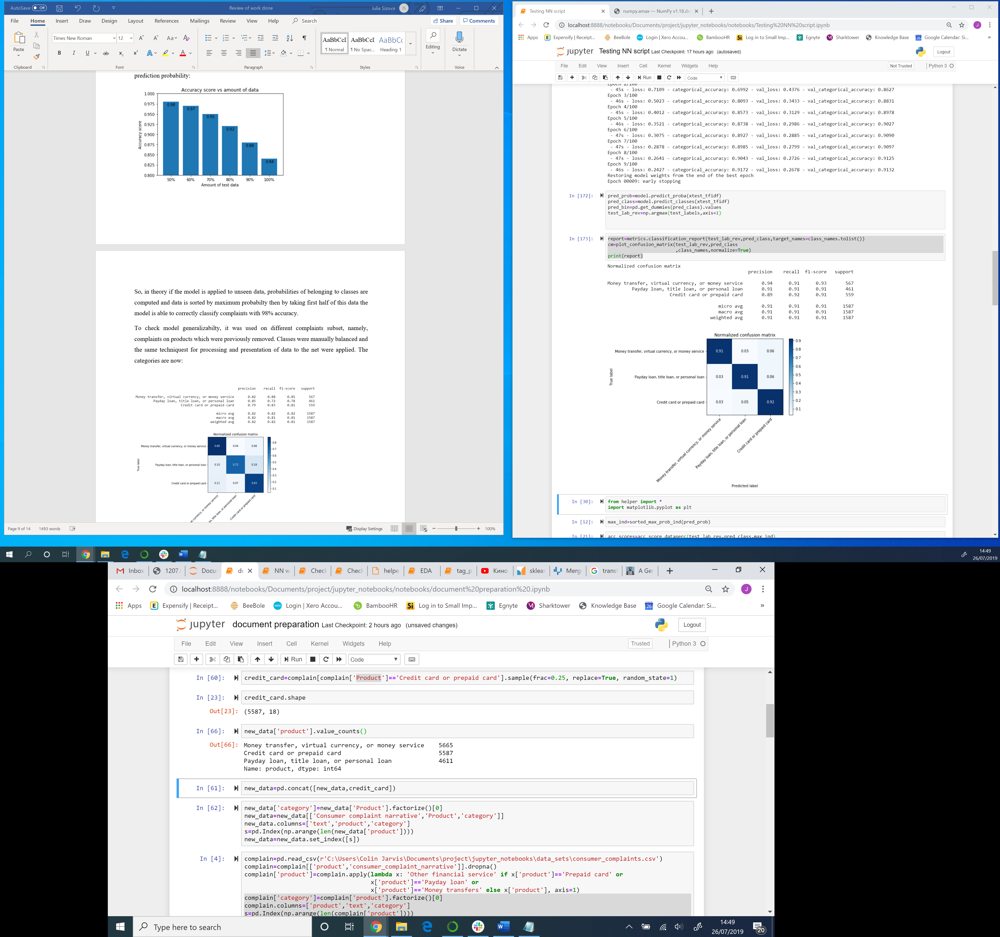 AutoSave Off
Review of work done
Julia Sizova JS
File Home Insert Draw Design Layout References Mailings Review View Help Search Share Comments
Paste
Times New Roman 12
AaBbCcI AaBbCcI AaBbCc
¶ Normal ¶ No Spac... Heading 1
Editing
Dictate
Clipboard Font Paragraph Styles Voice
prediction probability:
Accuracy score vs amount of data
1.000
0.975
0.950
0.925
0.900
0.875
0.850
0.825
0.800
Accuracy score
0.98 0.97 0.95 0.92 0.88 0.84
50% 60% 70% 80% 90% 100%
Amount of test data
So, in theory if the model is applied to unseen data, probabilities of belonging to classes are
computed and data is sorted by maximum probabilty then by taking first half of this data the
model is able to correctly classify complaints with 98% accuracy.
To check model generalizabilty, it was used on different complaints subset, namely,
complaints on products which were previously removed. Classes were manually balanced and
the same techniquest for processing and presentation of data to the net were applied. The
categories are now:
precision recall f1-score support
Money transfer, virtual currency, or money service 0.82 0.88 0.85 567
Payday loan, title loan, or personal loan 0.85 0.72 0.78 461
Credit card or prepaid card 0.79 0.83 0.81 559
micro avg 0.82 0.82 0.82 1587
macro avg 0.82 0.81 0.81 1587
weighted avg 0.82 0.82 0.81 1587
Normalized confusion matrix
Money transfer, virtual currency, or money service 0.88 0.04 0.08
Payday loan, title loan, or personal loan 0.10 0.72 0.18
Credit card or prepaid card 0.11 0.07 0.83
True label
0.8
0.7
0.6
0.5
0.4
0.3
0.2
0.1
currency, or money service
title loan, or personal loan
Credit card or prepaid card
Page 9 of 14 1493 words
Display Settings 100%
Testing NN script
numpy.amax — NumPy v1.18.de
localhost:8888/notebooks/Documents/project/jupyter_notebooks/notebooks/Testing%20NN%20script.ipynb
Apps Expensify | Receipt... BeeBole Login | Xero Accou... BambooHR Log in to Small Imp... Egnyte Sharktower Knowledge Base Google Calendar: Si...
jupyter Testing NN script Last Checkpoint: 17 hours ago (autosaved)
Logout
File Edit View Insert Cell Kernel Widgets Help
Not Trusted Python 3
Run Code
Epoch 2/100
- 45s - loss: 0.7109 - categorical_accuracy: 0.6992 - val_loss: 0.4376 - val_categorical_accuracy: 0.8627
Epoch 3/100
- 46s - loss: 0.5023 - categorical_accuracy: 0.8093 - val_loss: 0.3433 - val_categorical_accuracy: 0.8831
Epoch 4/100
- 45s - loss: 0.4012 - categorical_accuracy: 0.8573 - val_loss: 0.3129 - val_categorical_accuracy: 0.8978
Epoch 5/100
- 46s - loss: 0.3521 - categorical_accuracy: 0.8738 - val_loss: 0.2986 - val_categorical_accuracy: 0.9027
Epoch 6/100
- 47s - loss: 0.3075 - categorical_accuracy: 0.8927 - val_loss: 0.2885 - val_categorical_accuracy: 0.9090
Epoch 7/100
- 47s - loss: 0.2878 - categorical_accuracy: 0.8985 - val_loss: 0.2799 - val_categorical_accuracy: 0.9097
Epoch 8/100
- 47s - loss: 0.2641 - categorical_accuracy: 0.9043 - val_loss: 0.2726 - val_categorical_accuracy: 0.9125
Epoch 9/100
- 46s - loss: 0.2427 - categorical_accuracy: 0.9172 - val_loss: 0.2678 - val_categorical_accuracy: 0.9132
Restoring model weights from the end of the best epoch
Epoch 00009: early stopping
In [172]: pred_prob=model.predict_proba(xtest_tfidf)
pred_class=model.predict_classes(xtest_tfidf)
pred_bin=pd.get_dummies(pred_class).values
test_lab_rev=np.argmax(test_labels,axis=1)
In [173]: report=metrics.classification_report(test_lab_rev,pred_class,target_names=class_names.tolist())
cm=plot_confusion_matrix(test_lab_rev,pred_class
,class_names,normalize=True)
print(report)
Normalized confusion matrix
precision recall f1-score support
Money transfer, virtual currency, or money service 0.94 0.91 0.93 567
Payday loan, title loan, or personal loan 0.91 0.91 0.91 461
Credit card or prepaid card 0.89 0.92 0.91 559
micro avg 0.91 0.91 0.91 1587
macro avg 0.91 0.91 0.91 1587
weighted avg 0.91 0.91 0.91 1587
Normalized confusion matrix
Money transfer, virtual currency, or money service 0.91 0.03 0.06
Payday loan, title loan, or personal loan 0.03 0.91 0.06
Credit card or prepaid card 0.03 0.05 0.92
True label
0.9
0.8
0.7
0.6
0.5
0.4
0.3
0.2
0.1
Money transfer, virtual currency, or money service
Payday loan, title loan, or personal loan
Credit card or prepaid card
Predicted label
In [30]: from helper import *
import matplotlib.pyplot as plt
In [12]: max_ind=sorted_max_prob_ind(pred_prob)
In [21]: acc_scores=acc_score_dataperc(test_lab_rev,pred_class,max_ind)
14:49
26/07/2019
Inbox 1207. Docu dc NN w Check Check helpe EDA tag_p Кино sklear Merg transf A Ger
localhost:8888/notebooks/Documents/project/jupyter_notebooks/notebooks/document%20preparation%20.ipynb
Apps Expensify | Receipt... BeeBole Login | Xero Accou... BambooHR Log in to Small Imp... Egnyte Sharktower Knowledge Base Google Calendar: Si...
jupyter document preparation Last Checkpoint: 2 hours ago (unsaved changes)
Logout
File Edit View Insert Cell Kernel Widgets Help
Trusted Python 3
Run Code
In [60]: credit_card=complain[complain['Product']=='Credit card or prepaid card'].sample(frac=0.25, replace=True, random_state=1)
In [23]: credit_card.shape
Out[23]: (5587, 18)
In [66]: new_data['product'].value_counts()
Out[66]: Money transfer, virtual currency, or money service 5665
Credit card or prepaid card 5587
Payday loan, title loan, or personal loan 4611
Name: product, dtype: int64
In [61]: new_data=pd.concat([new_data,credit_card])
In [62]: new_data['category']=new_data['Product'].factorize()[0]
new_data=new_data[['Consumer complaint narrative','Product','category']]
new_data.columns=['text','product','category']
s=pd.Index(np.arange(len(new_data['product'])))
new_data=new_data.set_index([s])
In [4]: complain=pd.read_csv(r'C:\Users\Colin Jarvis\Documents\project\jupyter_notebooks\data_sets\consumer_complaints.csv')
complain=complain[['product','consumer_complaint_narrative']].dropna()
complain['product']=complain.apply(lambda x: 'Other financial service' if x['product']=='Prepaid card' or
x['product']=='Payday loan' or
x['product']=='Money transfers' else x['product'], axis=1)
complain['category']=complain['product'].factorize()[0]
complain.columns=['product','text','category']
s=pd.Index(np.arange(len(complain['product'])))
Type here to search
14:49
26/07/2019
20